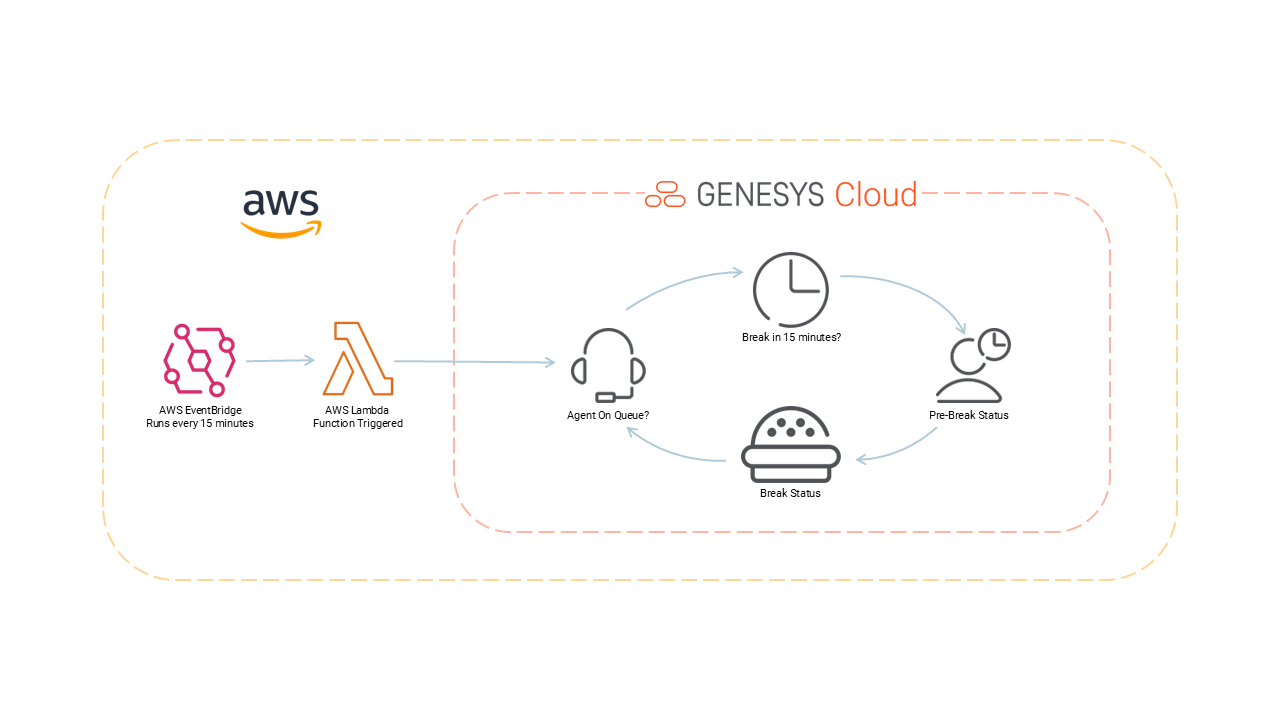 aws
GENESYS Cloud
Break in 15 minutes?
AWS EventBridge
Runs every 15 minutes
AWS Lambda
Function Triggered
Agent On Queue?
Pre-Break Status
Break Status